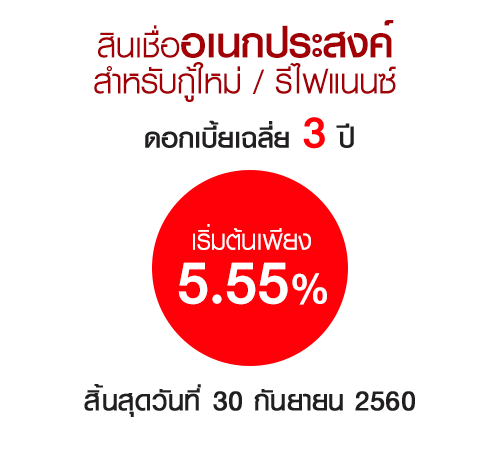 สินเชื่ออเนกประสงค์
สำหรับกู้ใหม่ / รีไฟแนนซ์
ดอกเบี้ยเฉลี่ย 3 ปี
เริ่มต้นเพียง
5.55%
สิ้นสุดวันที่ 30 กันยายน 2560